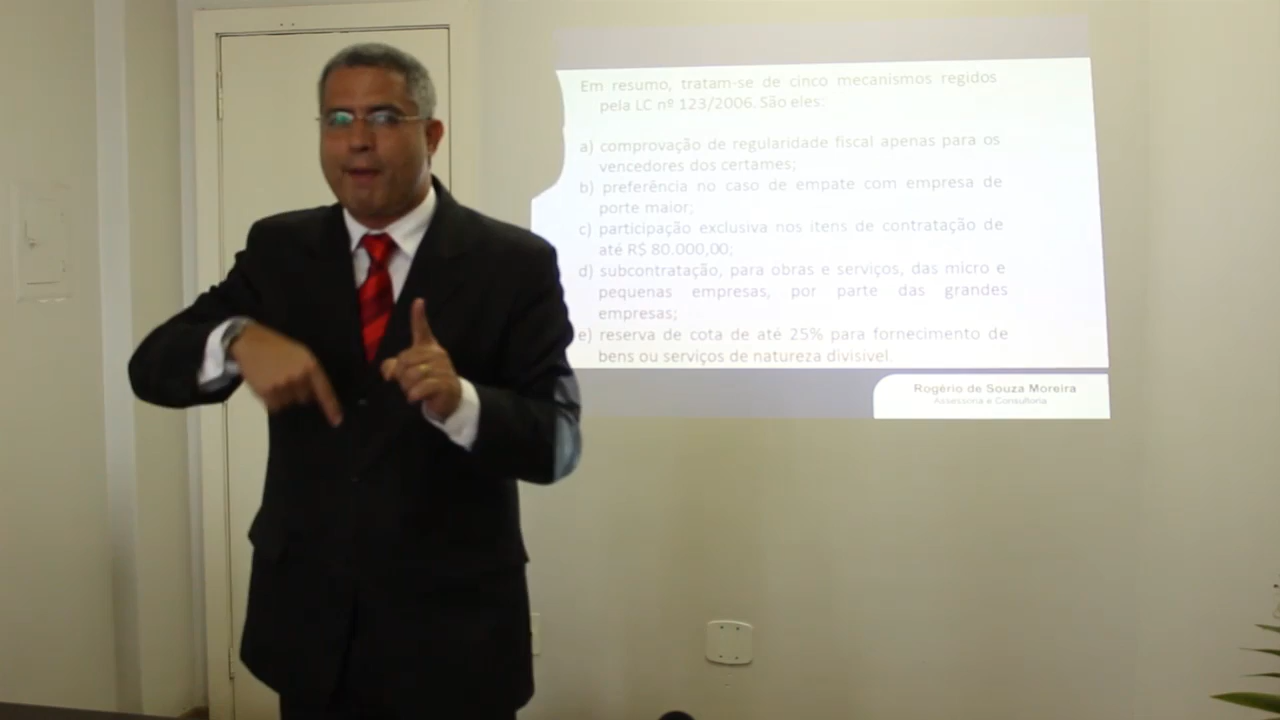 Em resumo, tratam-se de cinco mecanismos regidos
pela LC nº 123/2006. São eles:
a) comprovação de regularidade fiscal apenas para os
vencedores dos certames;
b) preferência no caso de empate com empresa de
porte maior;
c) participação exclusiva nos itens de contratação de
até R$ 80.000,00;
d) subcontratação, para obras e serviços, das micro e
pequenas empresas, por parte das grandes
empresas;
e) reserva de cota de até 25% para fornecimento de
bens ou serviços de natureza divisível.
Rogério de Souza Moreira
Assessoria e Consultoria